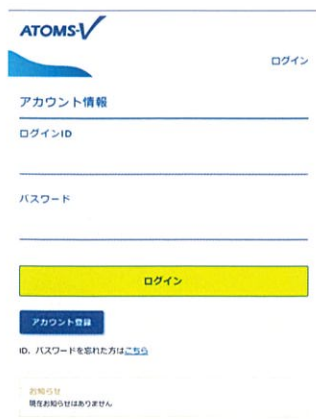 ATOMS-V
ログイン
アカウント情報
ログインID
パスワード
ログイン
アカウント登録
ID、パスワードを忘れた方はこちら
お知らせ
現在お知らせはありません